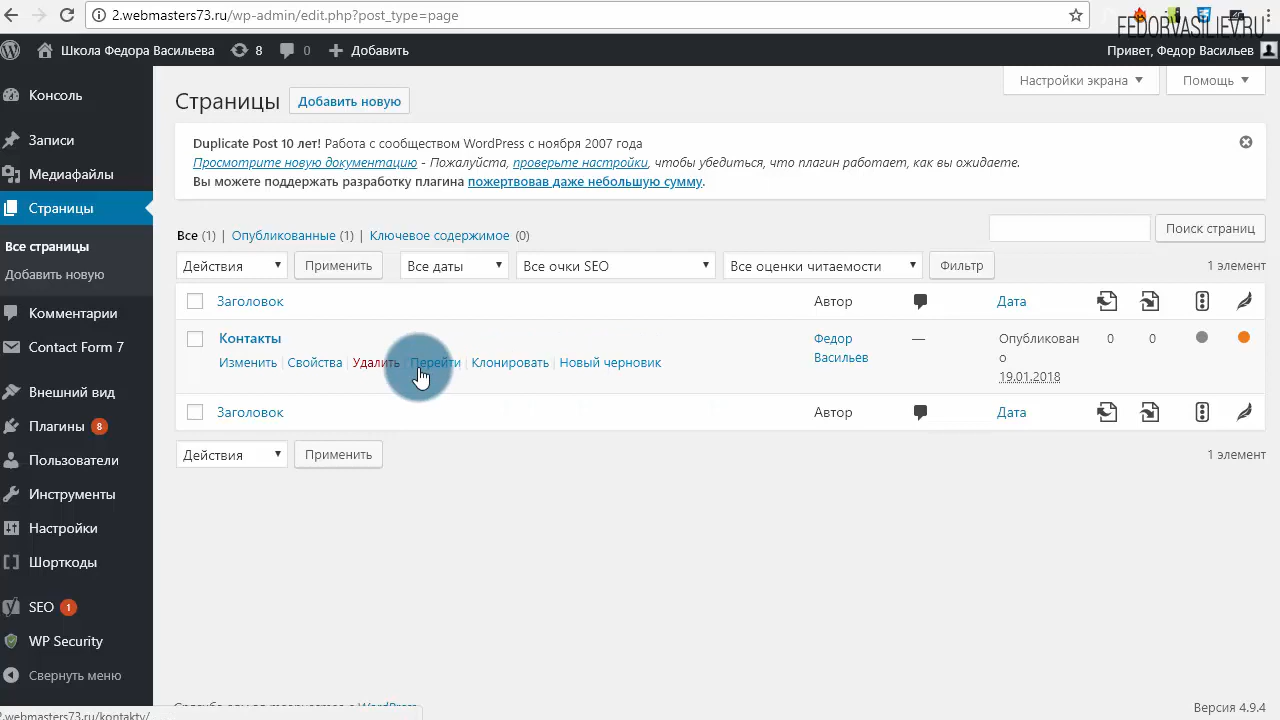 2.webmasters73.ru/wp-admin/edit.php?post_type=page
FEDORVASILIEV.RU
Школа Федора Васильева 8 0 Добавить
Привет, Федор Васильев
Консоль
Записи
Медиафайлы
Страницы
Все страницы
Добавить новую
Комментарии
Contact Form 7
Внешний вид
Плагины 8
Пользователи
Инструменты
Настройки
Шорткоды
SEO 1
WP Security
Свернуть меню
Настройки экрана
Помощь
Страницы Добавить новую
Duplicate Post 10 лет! Работа с сообществом WordPress с ноября 2007 года
Просмотрите новую документацию - Пожалуйста, проверьте настройки, чтобы убедиться, что плагин работает, как вы ожидаете.
Вы можете поддержать разработку плагина пожертвовав даже небольшую сумму.
Все (1) | Опубликованные (1) | Ключевое содержимое (0)
Поиск страниц
Действия Применить Все даты Все очки SEO Все оценки читаемости Фильтр 1 элемент
Заголовок Автор Дата
Контакты
Изменить | Свойства | Удалить | Перейти | Клонировать | Новый черновик
Федор
Васильев
—
Опубликован
о
19.01.2018
0 0
Заголовок Автор Дата
Действия Применить 1 элемент
Версия 4.9.4
2.webmasters73.ru/kontakty/